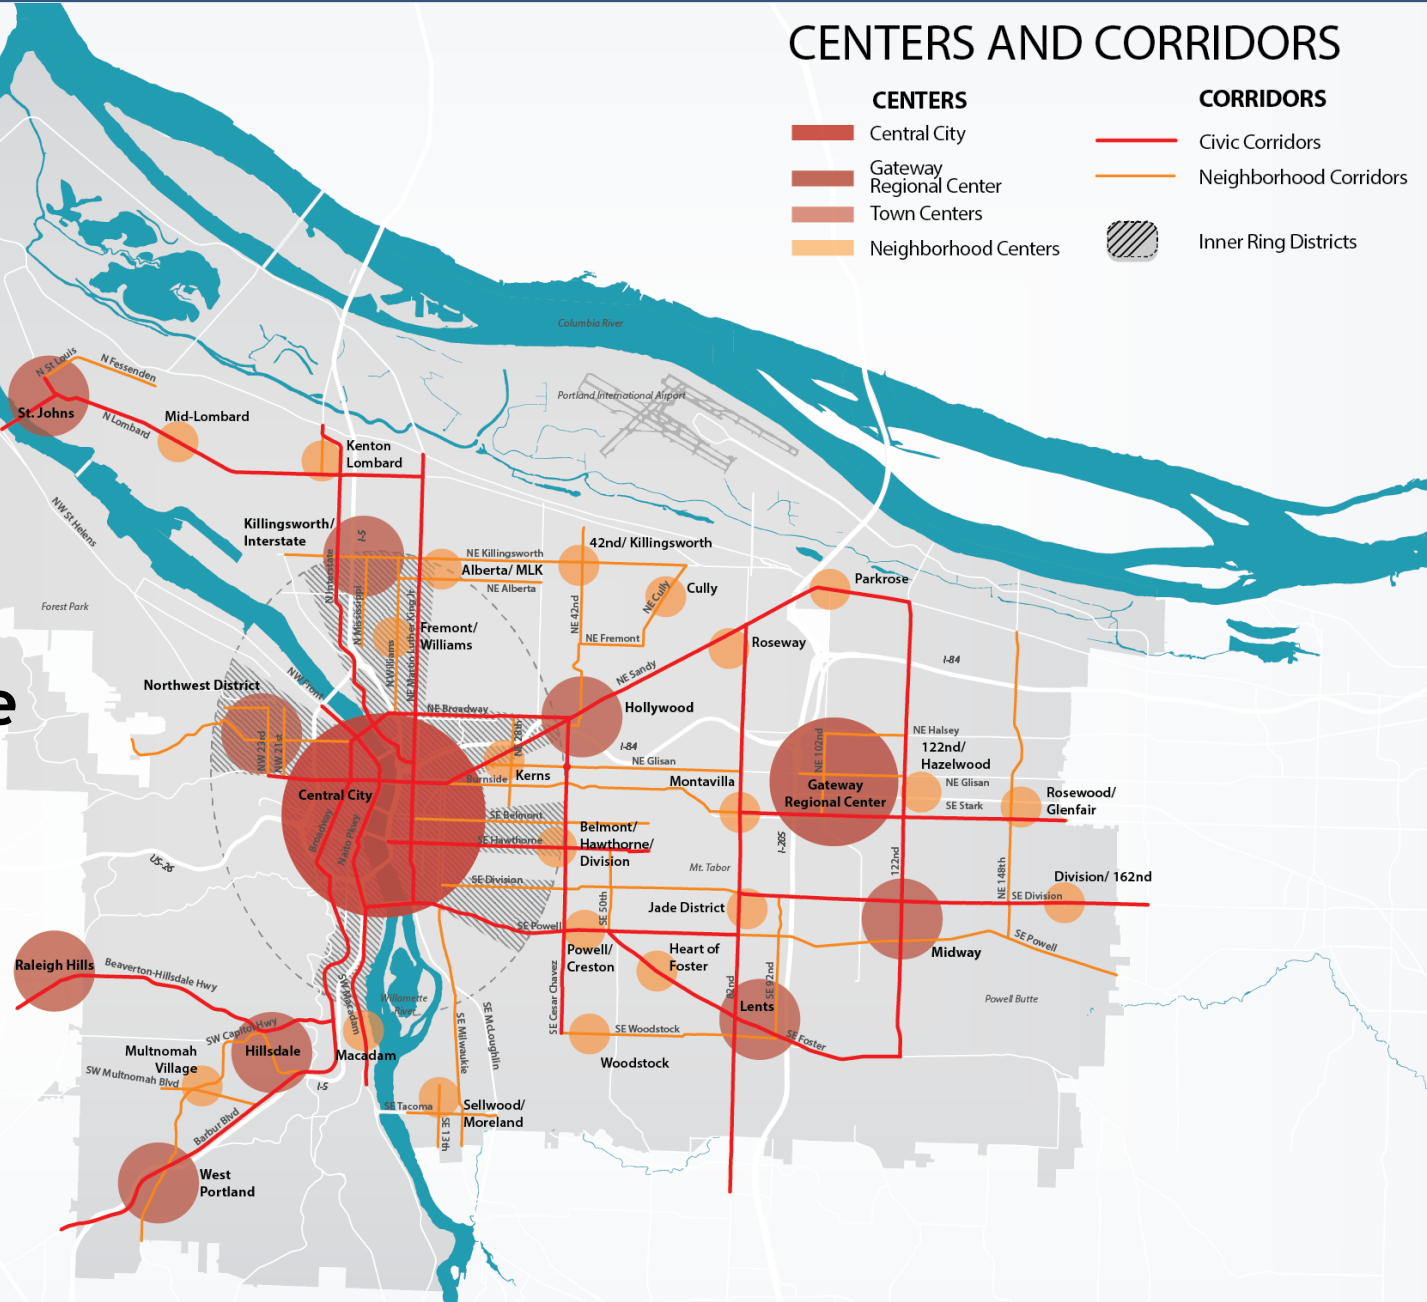 CENTERS AND CORRIDORS
CENTERS
Central City
Gateway
Regional Center
Town Centers
Neighborhood Centers
CORRIDORS
Civic Corridors
Neighborhood Corridors
Inner Ring Districts
Columbia River
Portland International Airport
N St Louis
N Fessenden
St. Johns
N Lombard
Mid-Lombard
Kenton
Lombard
NW St Helens
Killingsworth/
Interstate
I-5
NE Killingsworth
42nd/ Killingsworth
Alberta/ MLK
NE Alberta
Parkrose
Cully
NE Cully
N Interstate
N Mississippi
N Williams
NE Martin Luther King Jr
NE 42nd
Forest Park
Fremont/
Williams
NE Fremont
Roseway
NE Sandy
I-84
Northwest District
NW Front
e
NE Broadway
Hollywood
NW 23rd
NW 21st
NE 28th
I-84
NE Glisan
NE Halsey
NE 102nd
122nd/
Hazelwood
Kerns
Burnside
Montavilla
Gateway
Regional Center
NE Glisan
Rosewood/
Glenfair
SE Stark
Central City
Broadway
Naito Pkwy
SE Belmont
SE Hawthorne
Belmont/
Hawthorne/
Division
I-205
122nd
US-26
Mt. Tabor
NE 148th
Division/ 162nd
SE Division
SE Division
SE 50th
Jade District
SE Powell
Powell/
Creston
Heart of
Foster
SE Powell
Midway
Raleigh Hills
Beaverton-Hillsdale Hwy
SW Macadam
Willamette
River
SE Cesar Chavez
82nd
SE 92nd
Lents
Powell Butte
SE Milwaukie
SE McLoughlin
SE Woodstock
SE Foster
SW Capitol Hwy
Hillsdale
Macadam
Woodstock
Multnomah
Village
SW Multnomah Blvd
I-5
Barbur Blvd
SE Tacoma
SE 13th
Sellwood/
Moreland
West
Portland